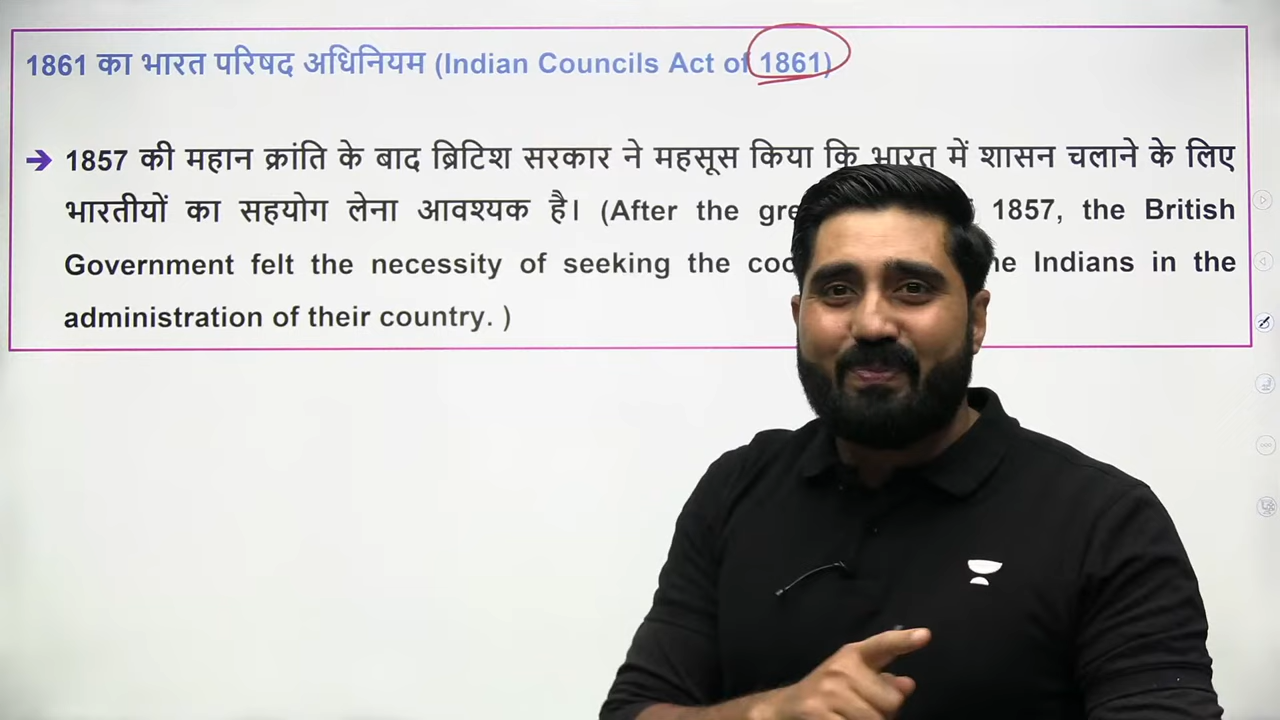 1861 का भारत परिषद अधिनियम (Indian Councils Act of 1861)
➔ 1857 की महान क्रांति के बाद ब्रिटिश सरकार ने महसूस किया कि भारत में शासन चलाने के लिए
भारतीयों का सहयोग लेना आवश्यक है। (After the 1857, the British
Government felt the necessity of seeking the Indians in the
administration of their country. )